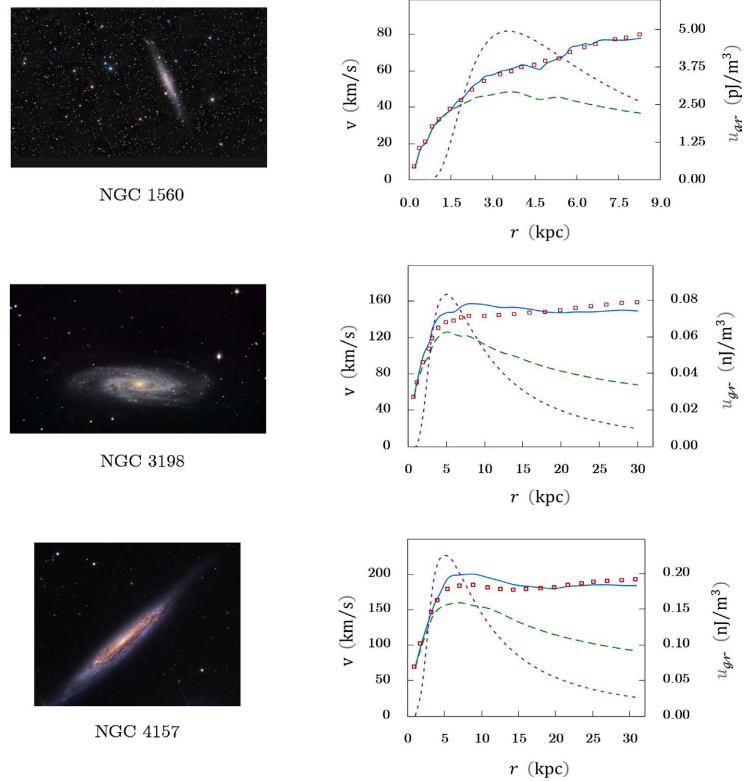 80
60
40
20
0
v (km/s)
5.00
3.75
2.50
1.25
0.00
u_gr (pJ/m³)
0.0 1.5 3.0 4.5 6.0 7.5 9.0
r (kpc)
NGC 1560
160
120
80
40
0
v (km/s)
0.08
0.06
0.04
0.02
0.00
u_gr (nJ/m³)
0 5 10 15 20 25 30
r (kpc)
NGC 3198
200
150
100
50
0
v (km/s)
0.20
0.15
0.10
0.05
0.00
u_gr (nJ/m³)
0 5 10 15 20 25 30
r (kpc)
NGC 4157